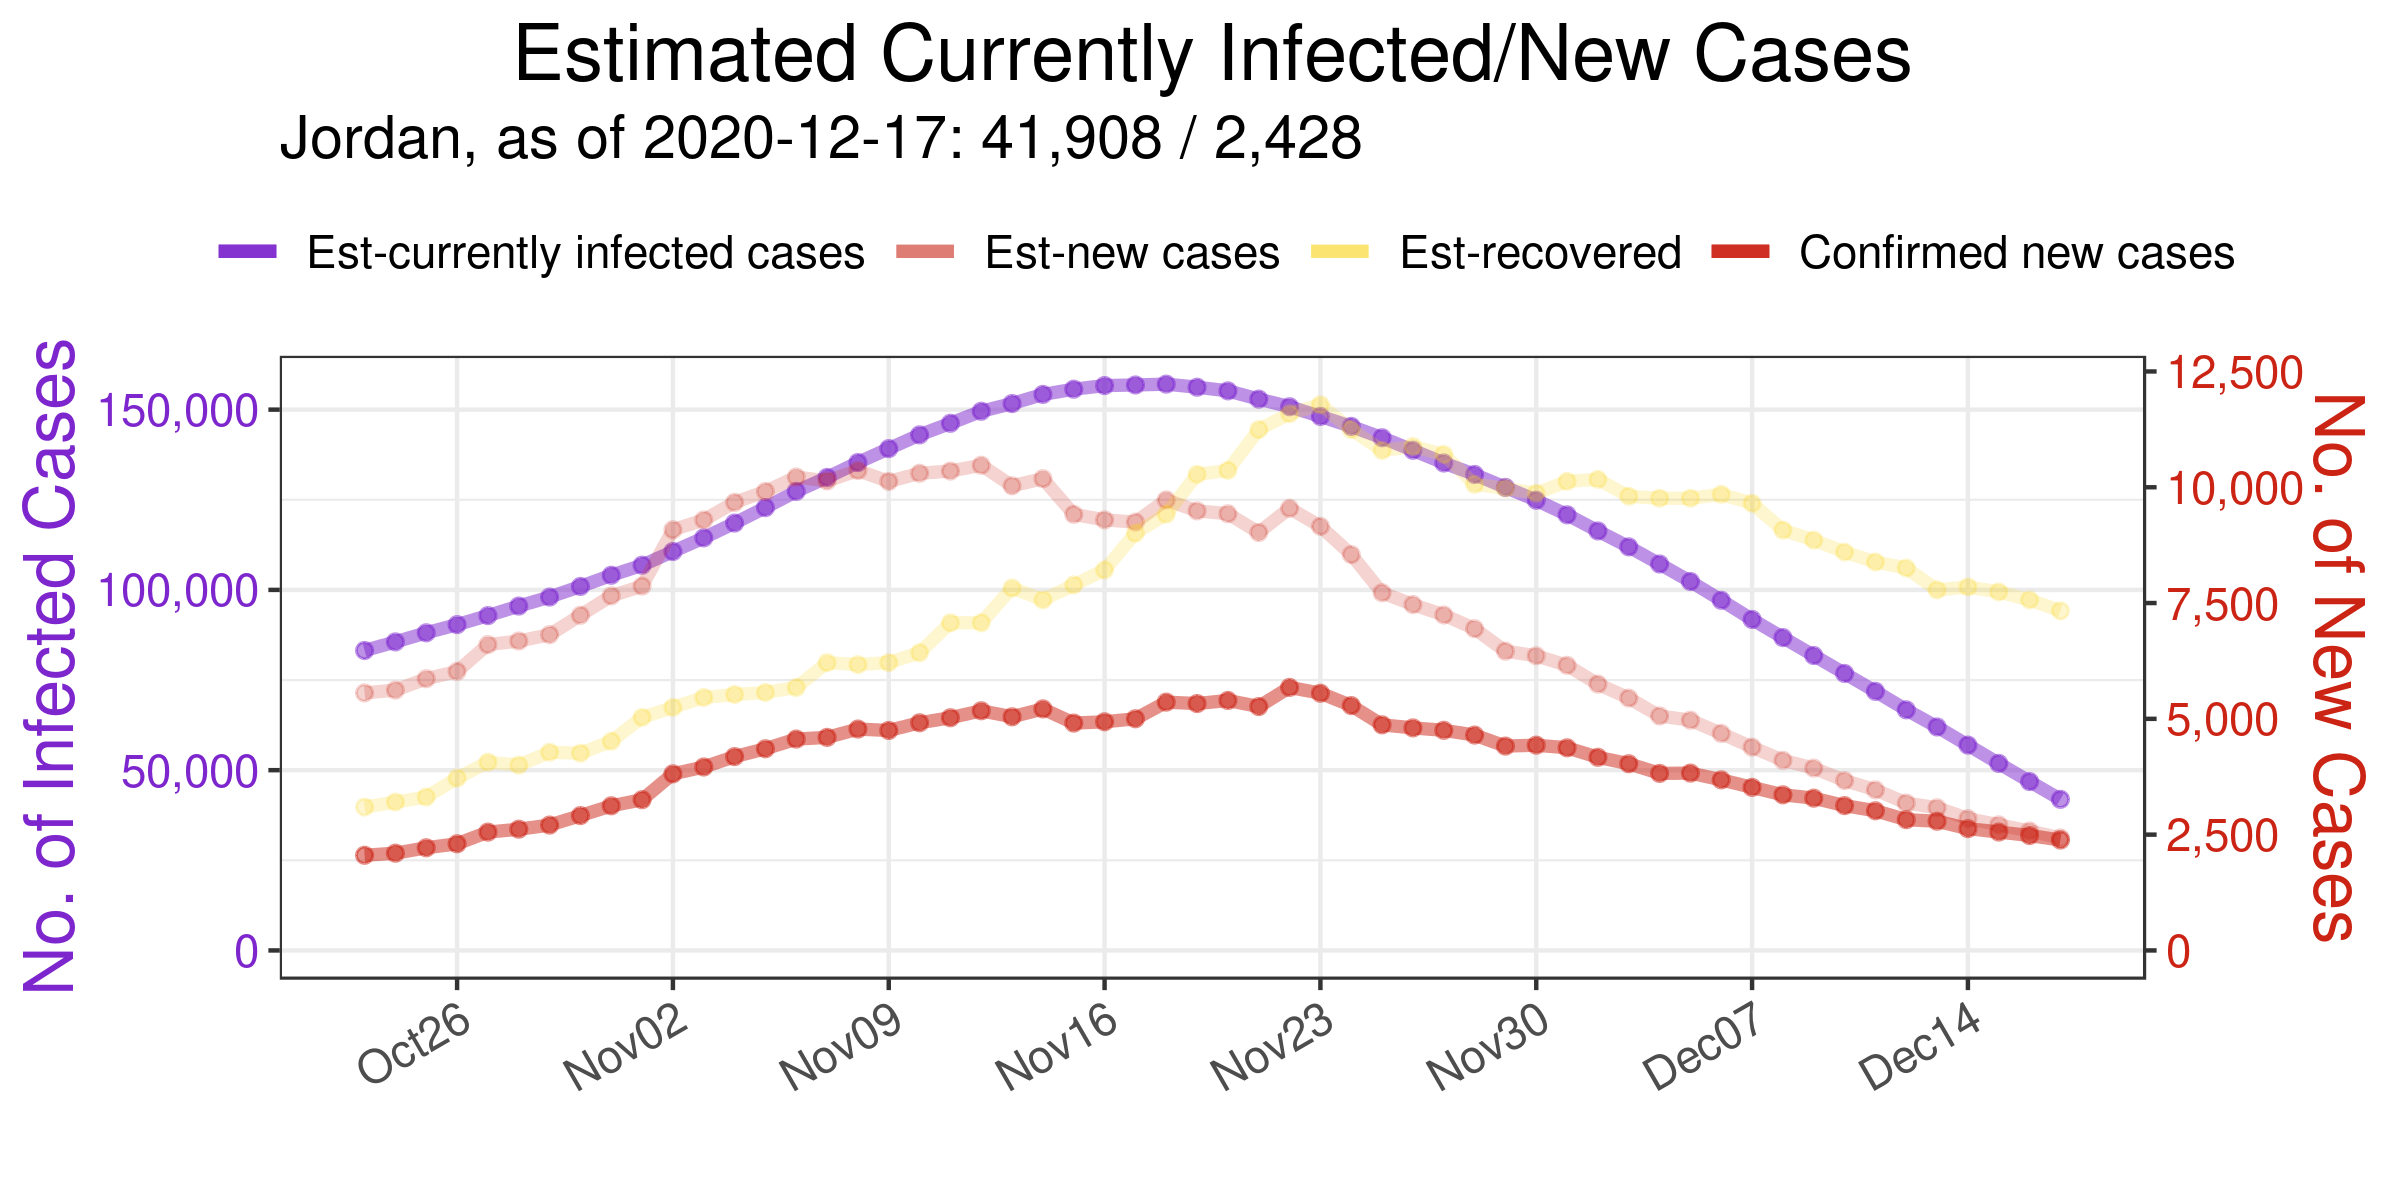 Estimated Currently Infected/New Cases
Jordan, as of 2020-12-17: 41,908 / 2,428
Est-currently infected cases Est-new cases Est-recovered Confirmed new cases
No. of Infected Cases
150,000
100,000
50,000
0
12,500
10,000
7,500
5,000
2,500
0
No. of New Cases
Oct26 Nov02 Nov09 Nov16 Nov23 Nov30 Dec07 Dec14